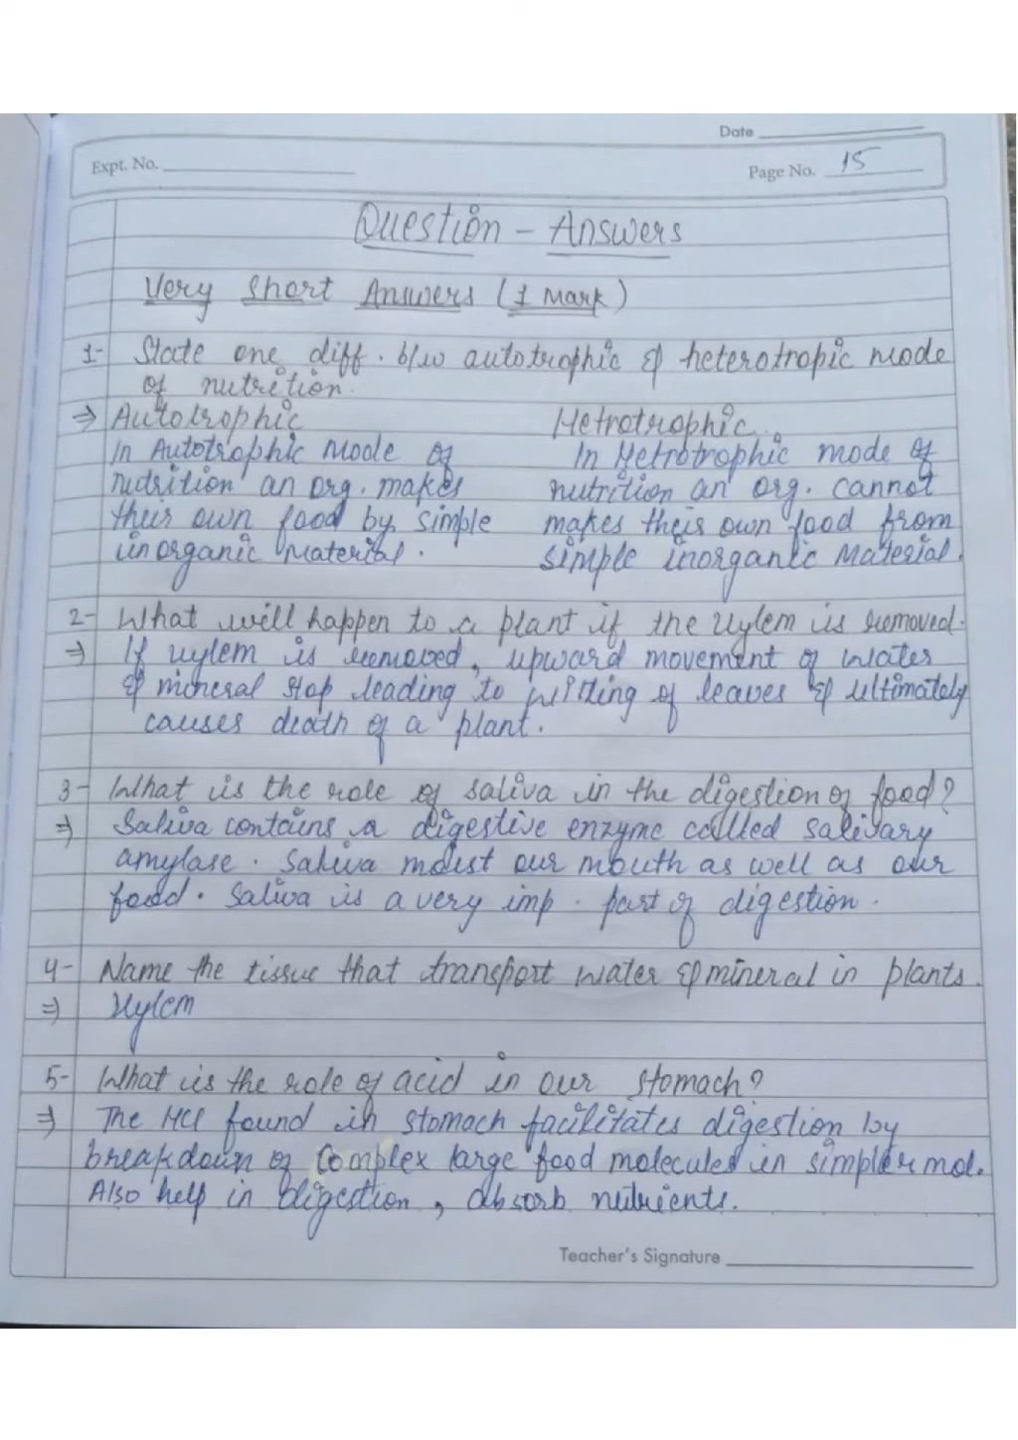 Date
Expt. No.
Page No. 15
Question - Answers
Very Short Answers (1 Mark)
1- State one diff. b/w autotrophic & heterotropic mode
of nutrition.
⇒ Autotrophic Hetrotrophic
In Autotrophic mode of In Hetrotrophic mode of
nutrition an org. makes nutrition an org. cannot
their own food by simple makes their own food from
inorganic material. simple inorganic material.
2- What will happen to a plant if the xylem is removed.
⇒ If xylem is removed, upward movement of water
& mineral stop leading to wilting of leaves & ultimately
causes death of a plant.
3- What is the role of saliva in the digestion of food?
⇒ Saliva contains a digestive enzyme called salivary
amylase. Saliva moist our mouth as well as our
food. Saliva is a very imp. part of digestion.
4- Name the tissue that transport water & mineral in plants.
⇒ Xylem
5- What is the role of acid in our stomach?
⇒ The HCl found in stomach facilitates digestion by
breakdown of complex large food molecules in simpler mol.
Also help in digestion, absorb nutrients.
Teacher's Signature